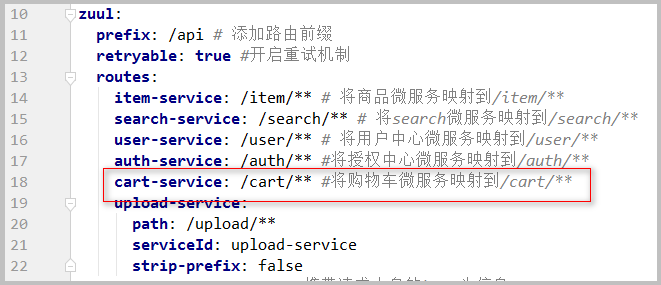 10 zuul:
11 prefix: /api # 添加路由前缀
12 retryable: true #开启重试机制
13 routes:
14 item-service: /item/** # 将商品微服务映射到/item/**
15 search-service: /search/** # 将search微服务映射到/search/**
16 user-service: /user/** # 将用户中心微服务映射到/user/**
17 auth-service: /auth/** #将授权中心微服务映射到/auth/**
18 cart-service: /cart/** #将购物车微服务映射到/cart/**
19 upload-service:
20 path: /upload/**
21 serviceId: upload-service
22 strip-prefix: false